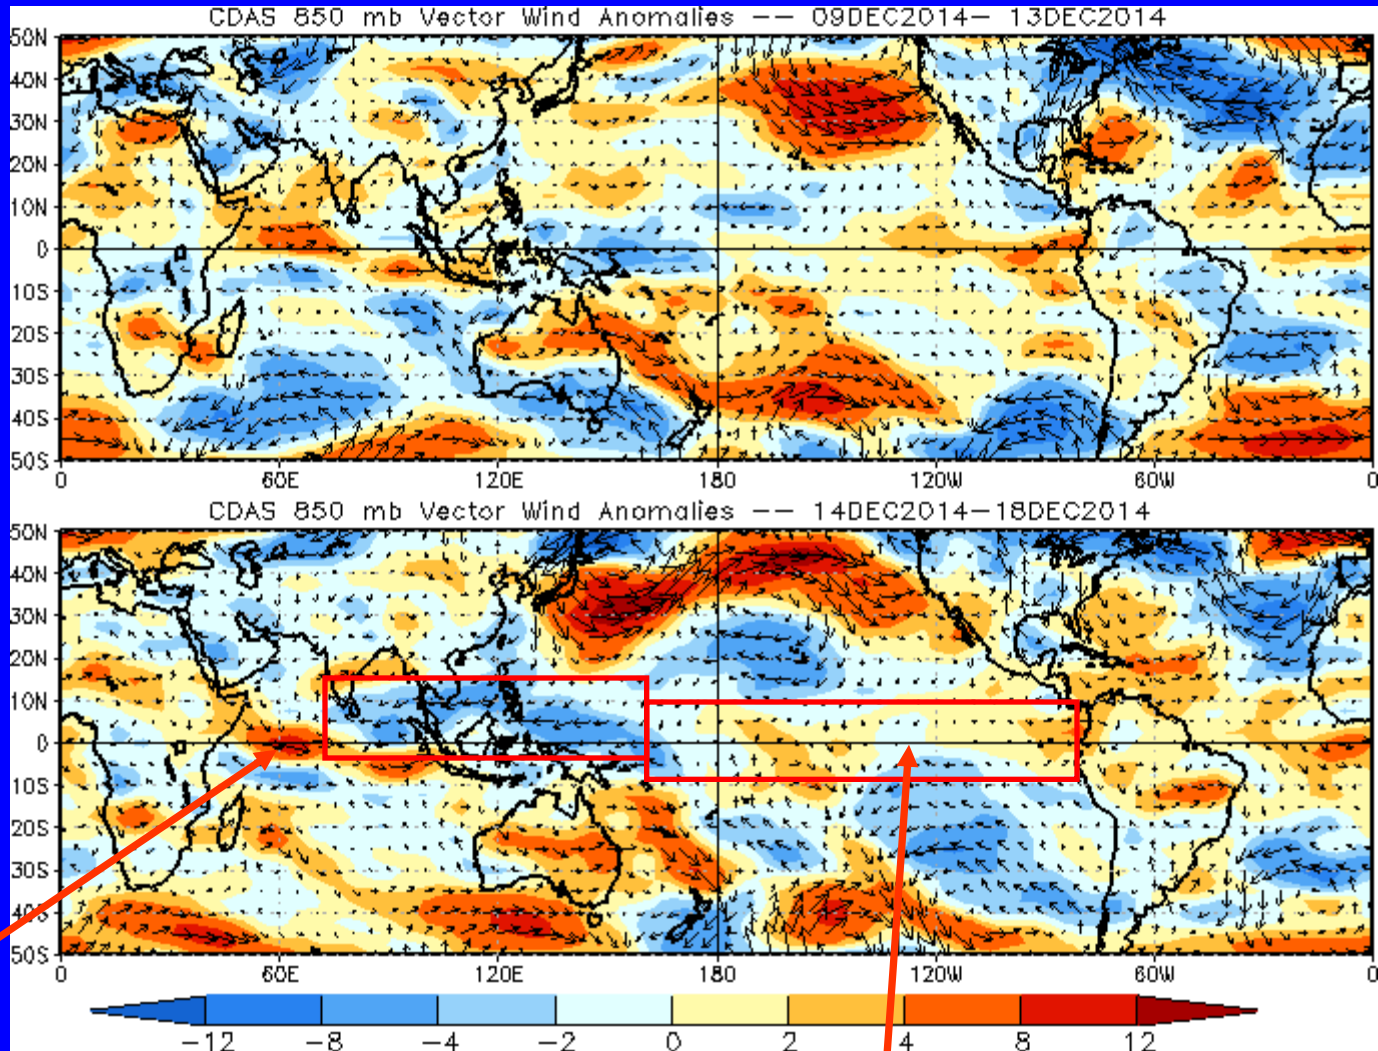 CDAS 850 mb Vector Wind Anomalies -- 09DEC2014- 13DEC2014
50N
40N
30N
20N
10N
0
10S
20S
30S
40S
50S
0 60E 120E 180 120W 60W 0
CDAS 850 mb Vector Wind Anomalies -- 14DEC2014-18DEC2014
50N
40N
30N
20N
10N
0
10S
20S
30S
40S
50S
0 60E 120E 180 120W 60W 0
-12 -8 -4 -2 0 2 4 8 12